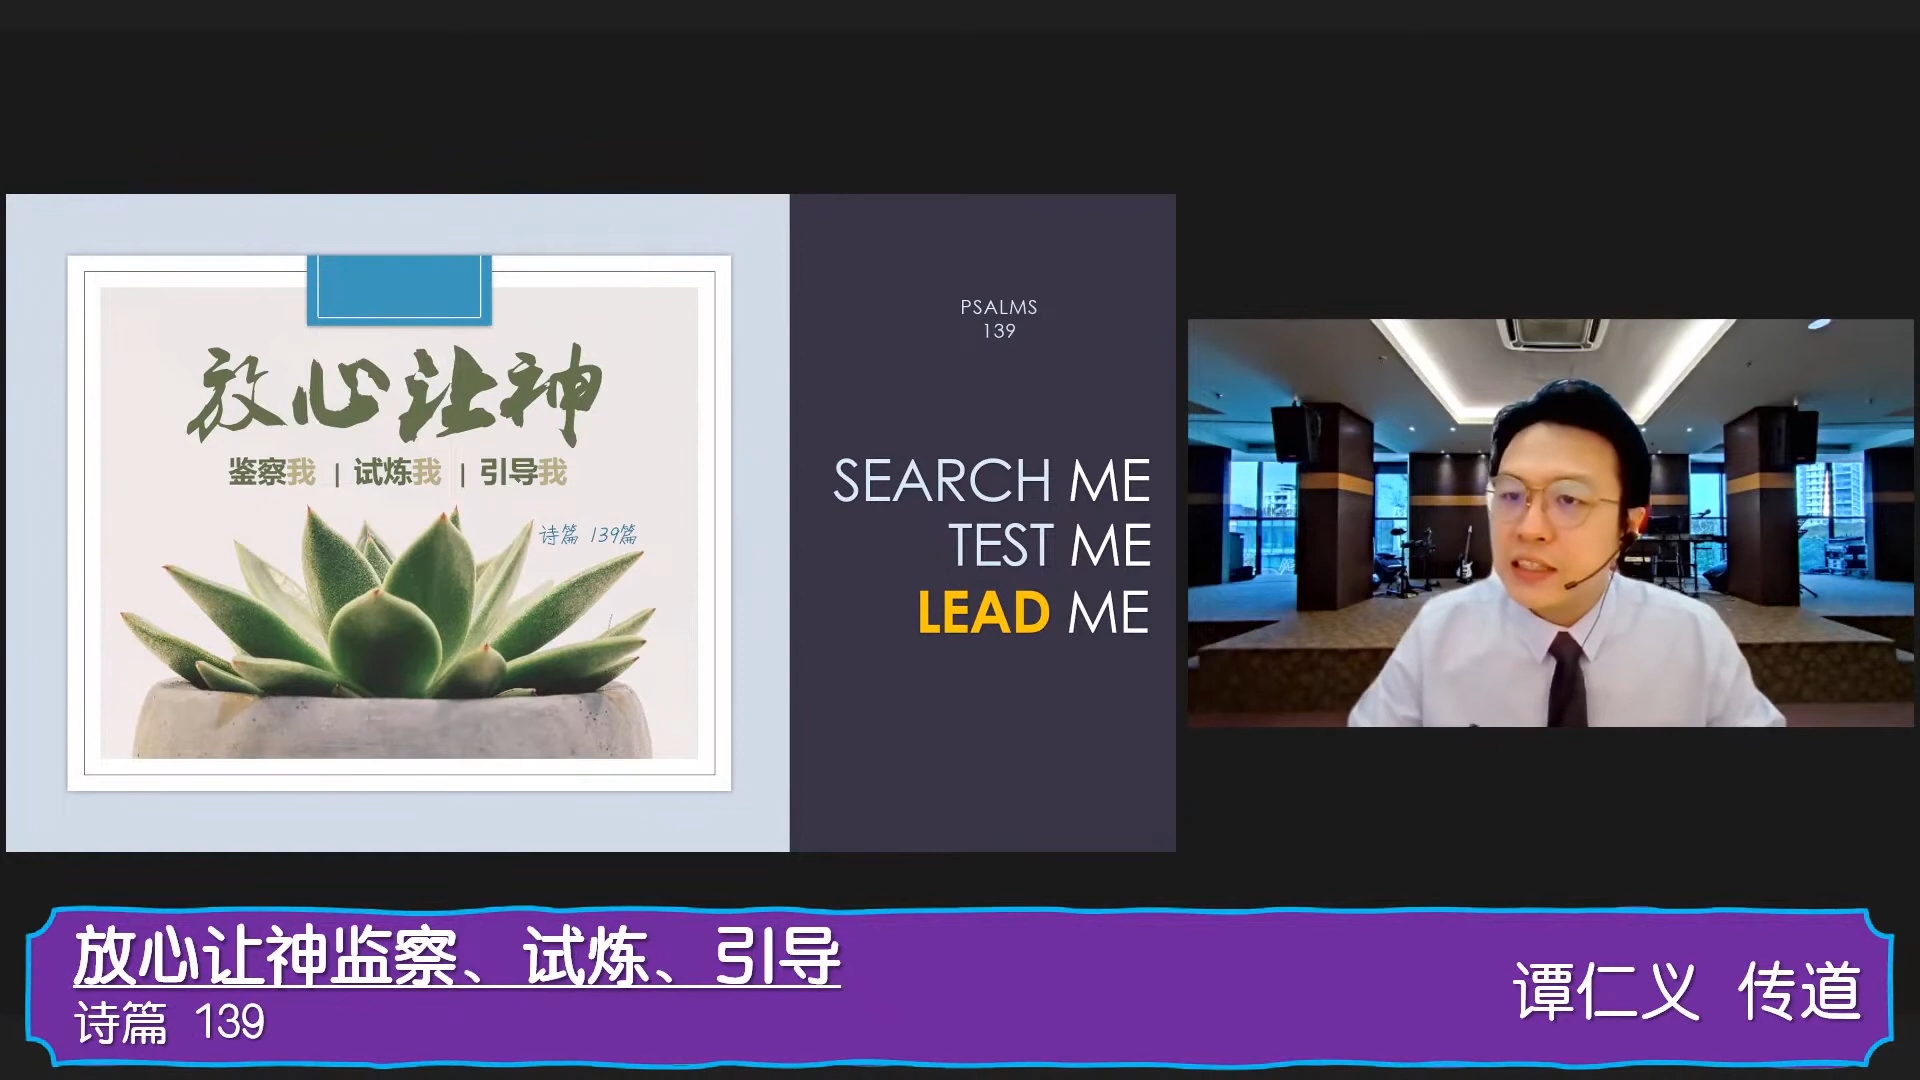 放心让神
鉴察我 | 试炼我 | 引导我
诗篇 139篇
PSALMS
139
SEARCH ME
TEST ME
LEAD ME
放心让神监察、试炼、引导
诗篇 139
谭仁义 传道